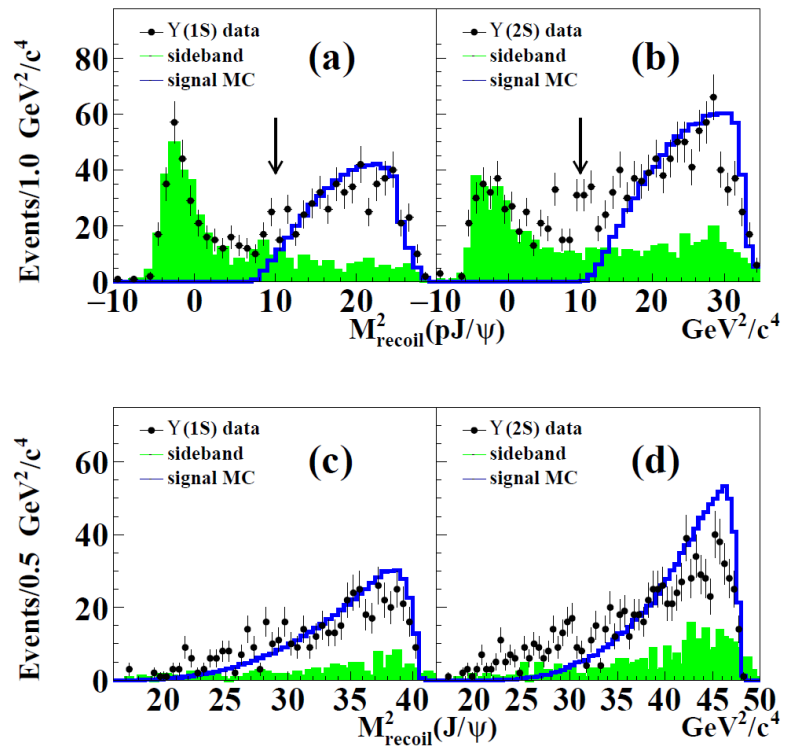 Υ(1S) data
sideband
signal MC
(a)
Υ(2S) data
sideband
signal MC
(b)
Events/1.0 GeV²/c⁴
80
60
40
20
0
−10 0 10 20 −10 0 10 20 30
M²recoil(pJ/ψ) GeV²/c⁴
Υ(1S) data
sideband
signal MC
(c)
Υ(2S) data
sideband
signal MC
(d)
Events/0.5 GeV²/c⁴
60
40
20
0
20 25 30 35 40 20 25 30 35 40 45 50
M²recoil(J/ψ) GeV²/c⁴